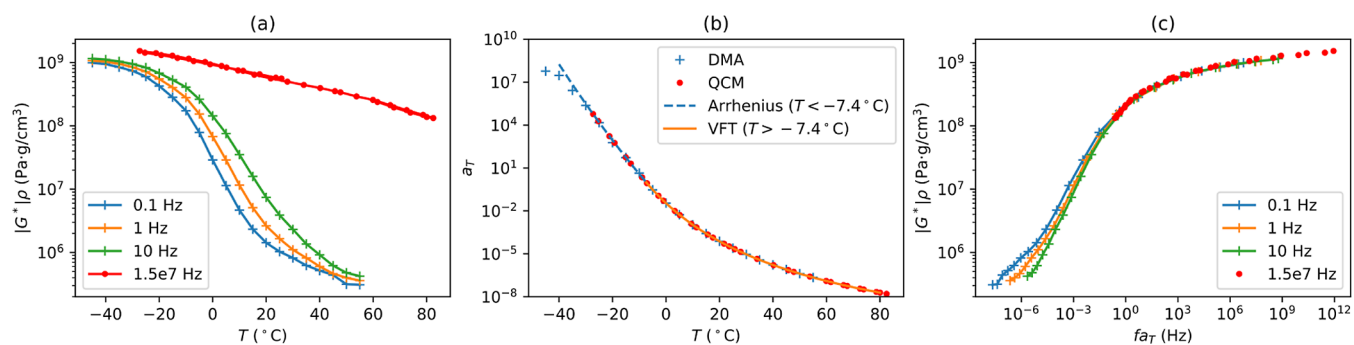 (a)
|G*|ρ (Pa·g/cm³)
10⁹
10⁸
10⁷
10⁶
0.1 Hz
1 Hz
10 Hz
1.5e7 Hz
−40 −20 0 20 40 60 80
T (°C)
(b)
a_T
10¹⁰
10⁷
10⁴
10¹
10⁻²
10⁻⁵
10⁻⁸
DMA
QCM
Arrhenius (T < −7.4°C)
VFT (T > −7.4°C)
−40 −20 0 20 40 60 80
T (°C)
(c)
|G*|ρ (Pa·g/cm³)
10⁹
10⁸
10⁷
10⁶
0.1 Hz
1 Hz
10 Hz
1.5e7 Hz
10⁻⁶ 10⁻³ 10⁰ 10³ 10⁶ 10⁹ 10¹²
fa_T (Hz)